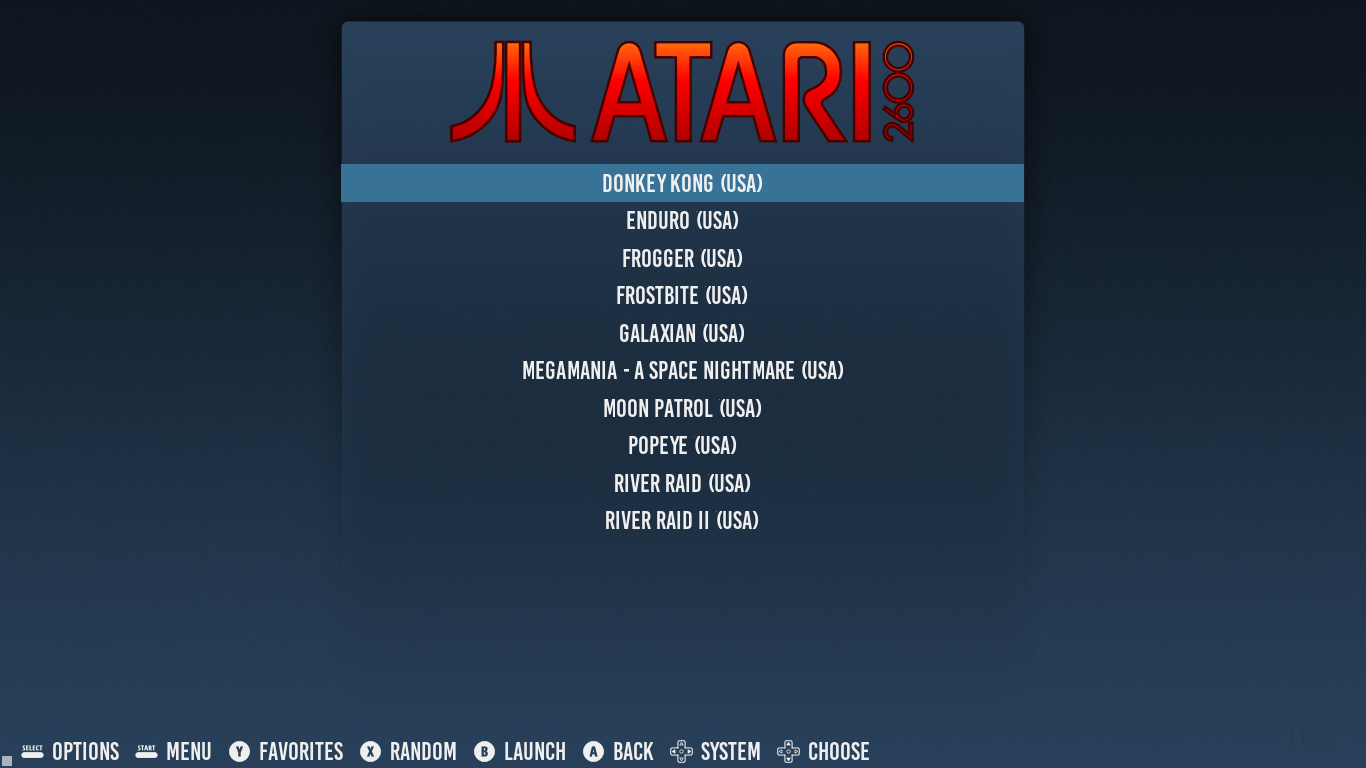 ATARI 2600
DONKEY KONG (USA)
ENDURO (USA)
FROGGER (USA)
FROSTBITE (USA)
GALAXIAN (USA)
MEGAMANIA - A SPACE NIGHTMARE (USA)
MOON PATROL (USA)
POPEYE (USA)
RIVER RAID (USA)
RIVER RAID II (USA)
SELECT OPTIONS START MENU Y FAVORITES X RANDOM B LAUNCH A BACK SYSTEM CHOOSE